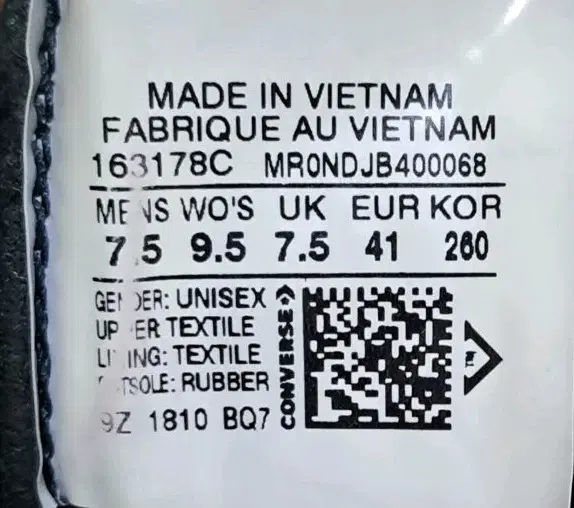 MADE IN VIETNAM
FABRIQUE AU VIETNAM
163178C MR0NDJB400068
MENS WO'S UK EUR KOR
7.5 9.5 7.5 41 260
GENDER: UNISEX
UPPER TEXTILE
LINING: TEXTILE
OUTSOLE: RUBBER
9Z 1810 BQ7
CONVERSE